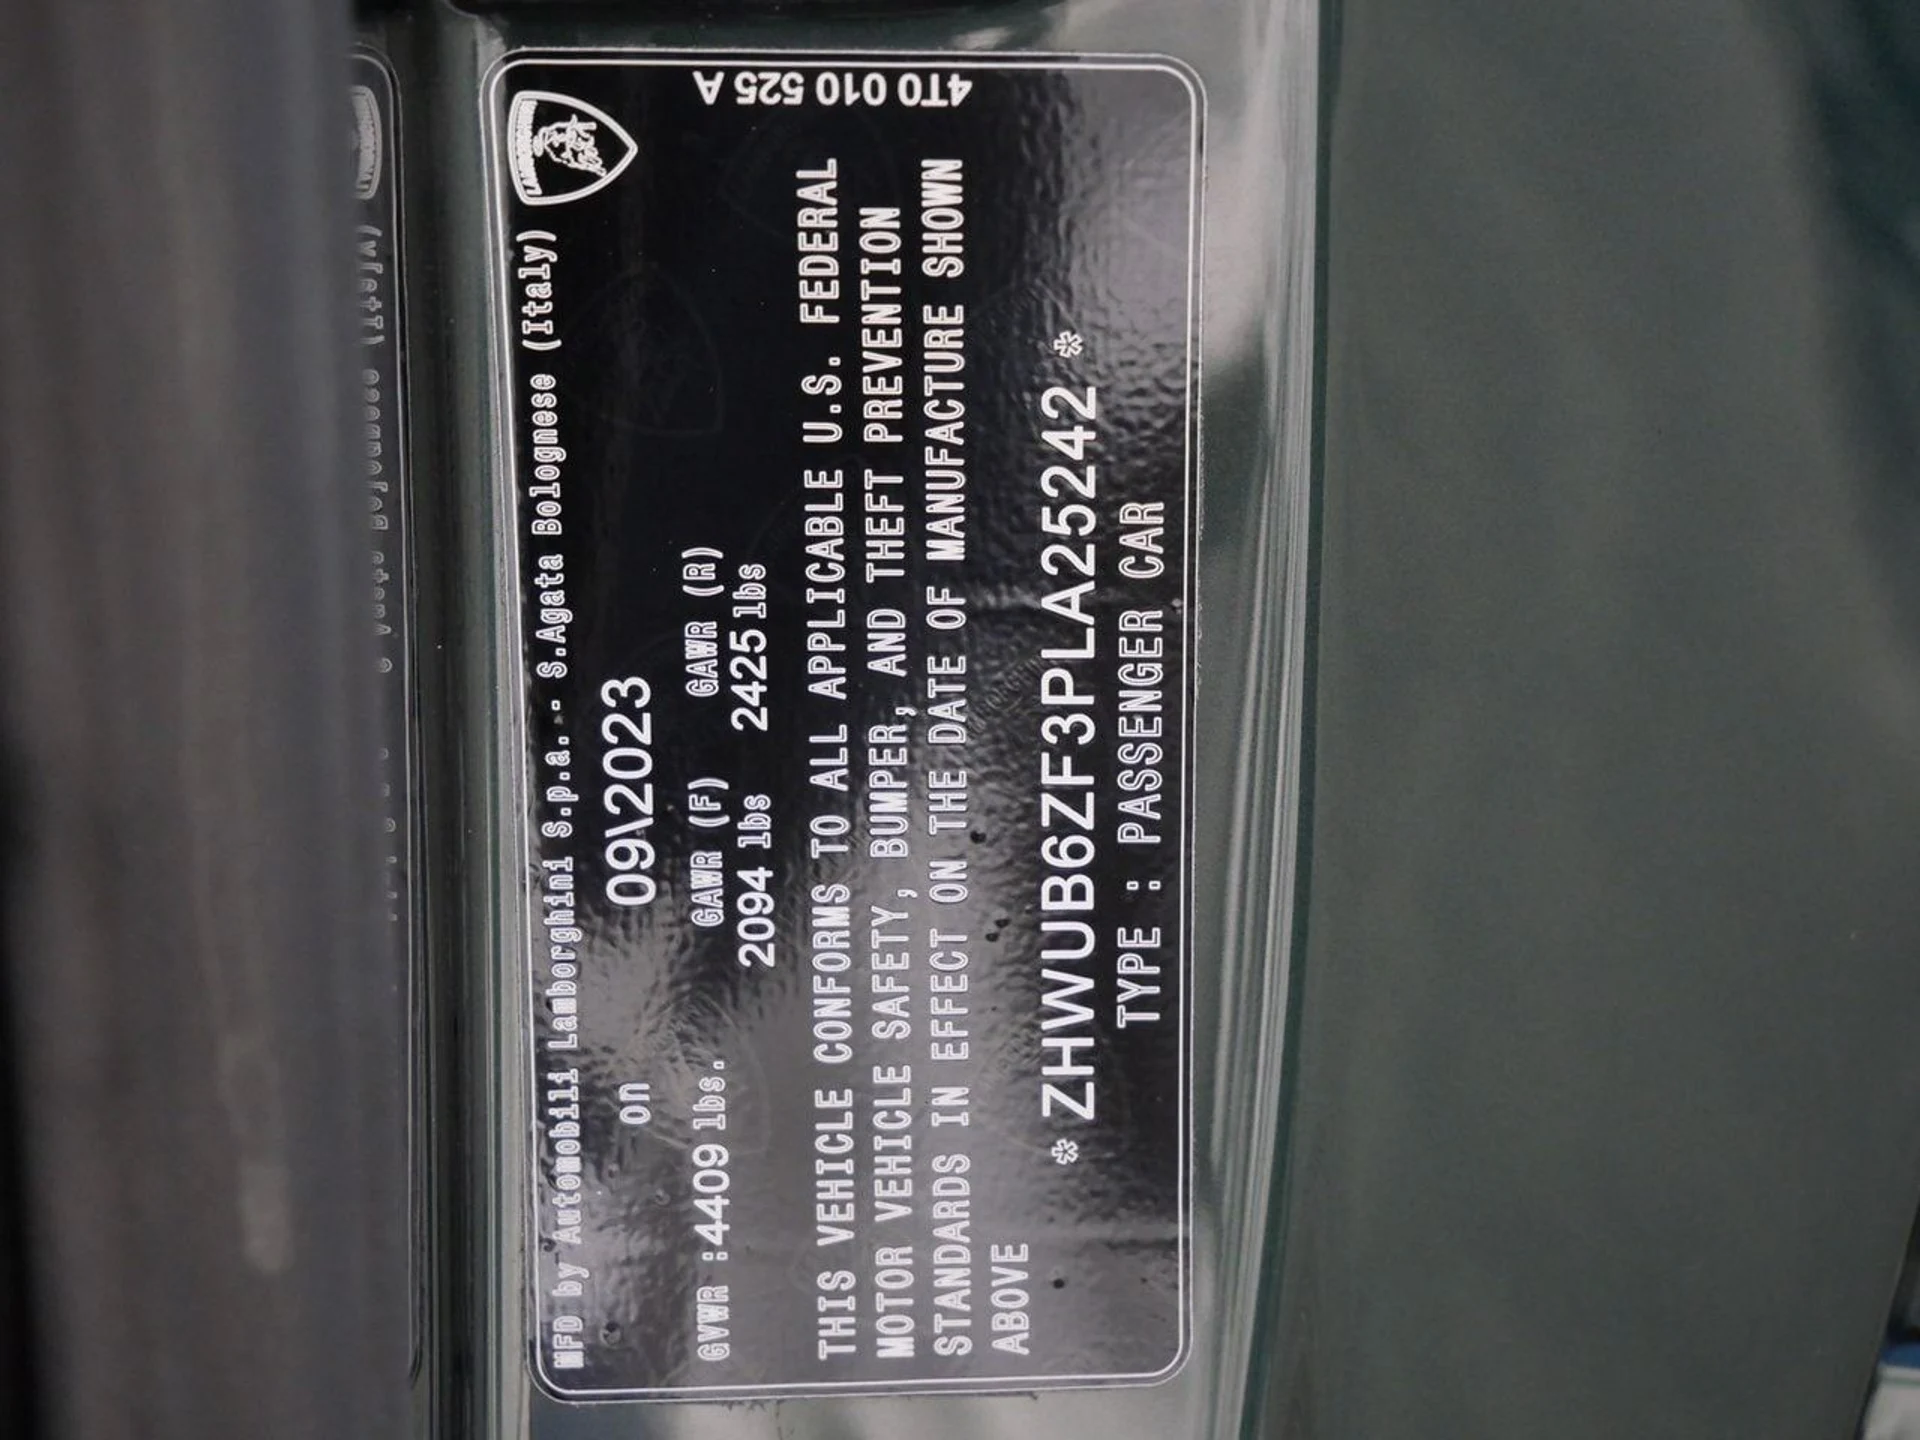 LAMBORGHINI
MFD by Automobili Lamborghini S.p.a. - S.Agata Bolognese (Italy)
on 09\2023
GVWR :4409 lbs. GAWR (F) GAWR (R)
2094 lbs 2425 lbs
THIS VEHICLE CONFORMS TO ALL APPLICABLE U.S. FEDERAL
MOTOR VEHICLE SAFETY, BUMPER, AND THEFT PREVENTION
STANDARDS IN EFFECT ON THE DATE OF MANUFACTURE SHOWN
ABOVE
* ZHWUB6ZF3PLA25242 *
TYPE : PASSENGER CAR
4T0 010 525 A